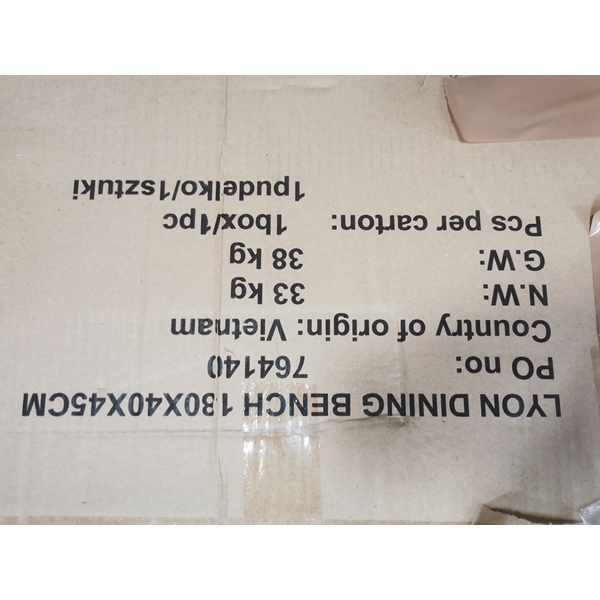 LYON DINING BENCH
PO no: 764140
Country of origin: Vietnam
N.W: 33 kg
G.W: 38 kg
Pcs per carton: 1box/1pc
1pudelko/1sztuki